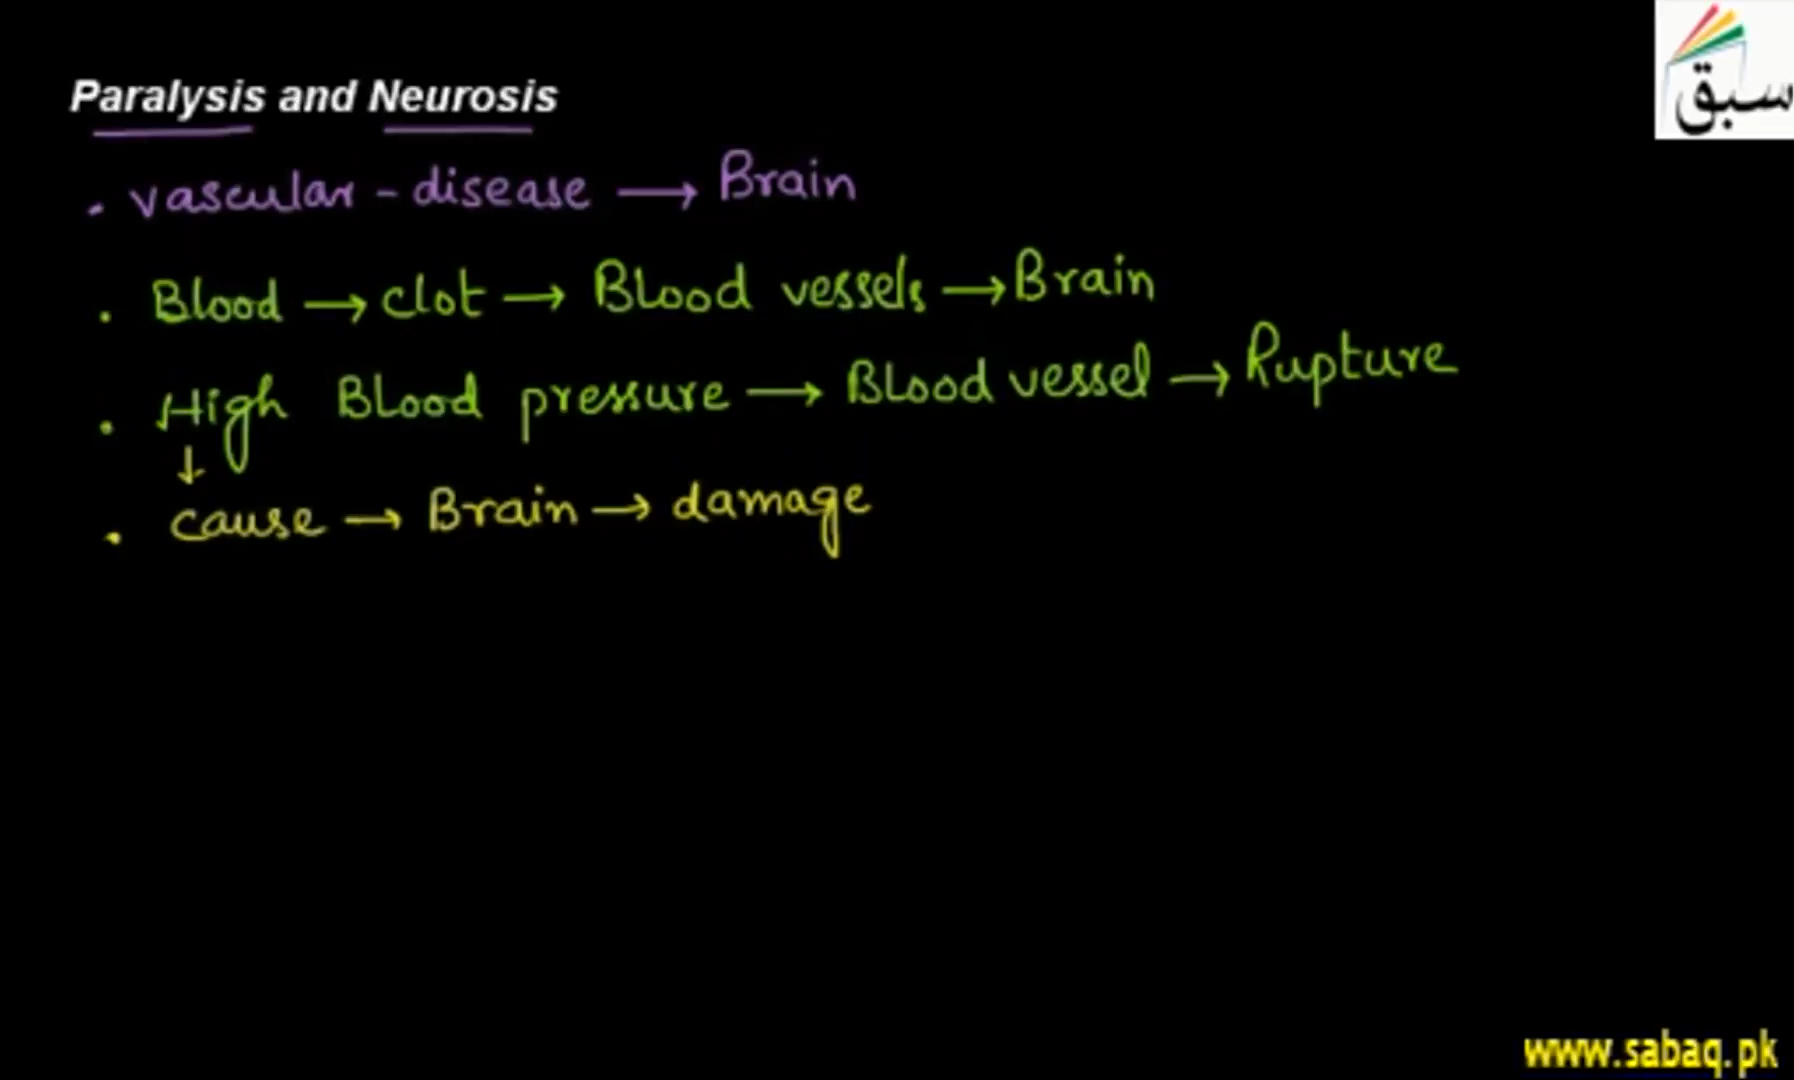 سبق
Paralysis and Neurosis
. vascular - disease → Brain
. Blood → clot → Blood vessels → Brain
. High Blood pressure → Blood vessel → Rupture
↓
. cause → Brain → damage
www.sabaq.pk